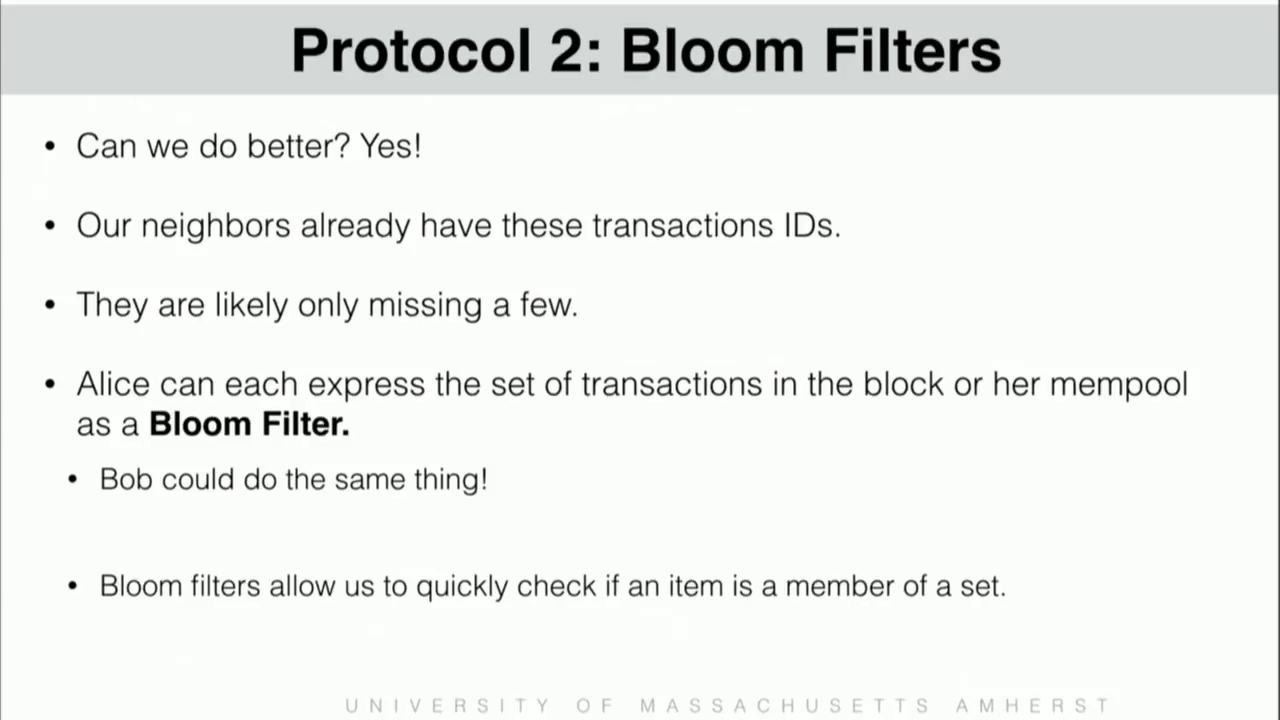 Protocol 2: Bloom Filters
• Can we do better? Yes!
• Our neighbors already have these transactions IDs.
• They are likely only missing a few.
• Alice can each express the set of transactions in the block or her mempool
as a Bloom Filter.
• Bob could do the same thing!
• Bloom filters allow us to quickly check if an item is a member of a set.
UNIVERSITY OF MASSACHUSETTS AMHERST